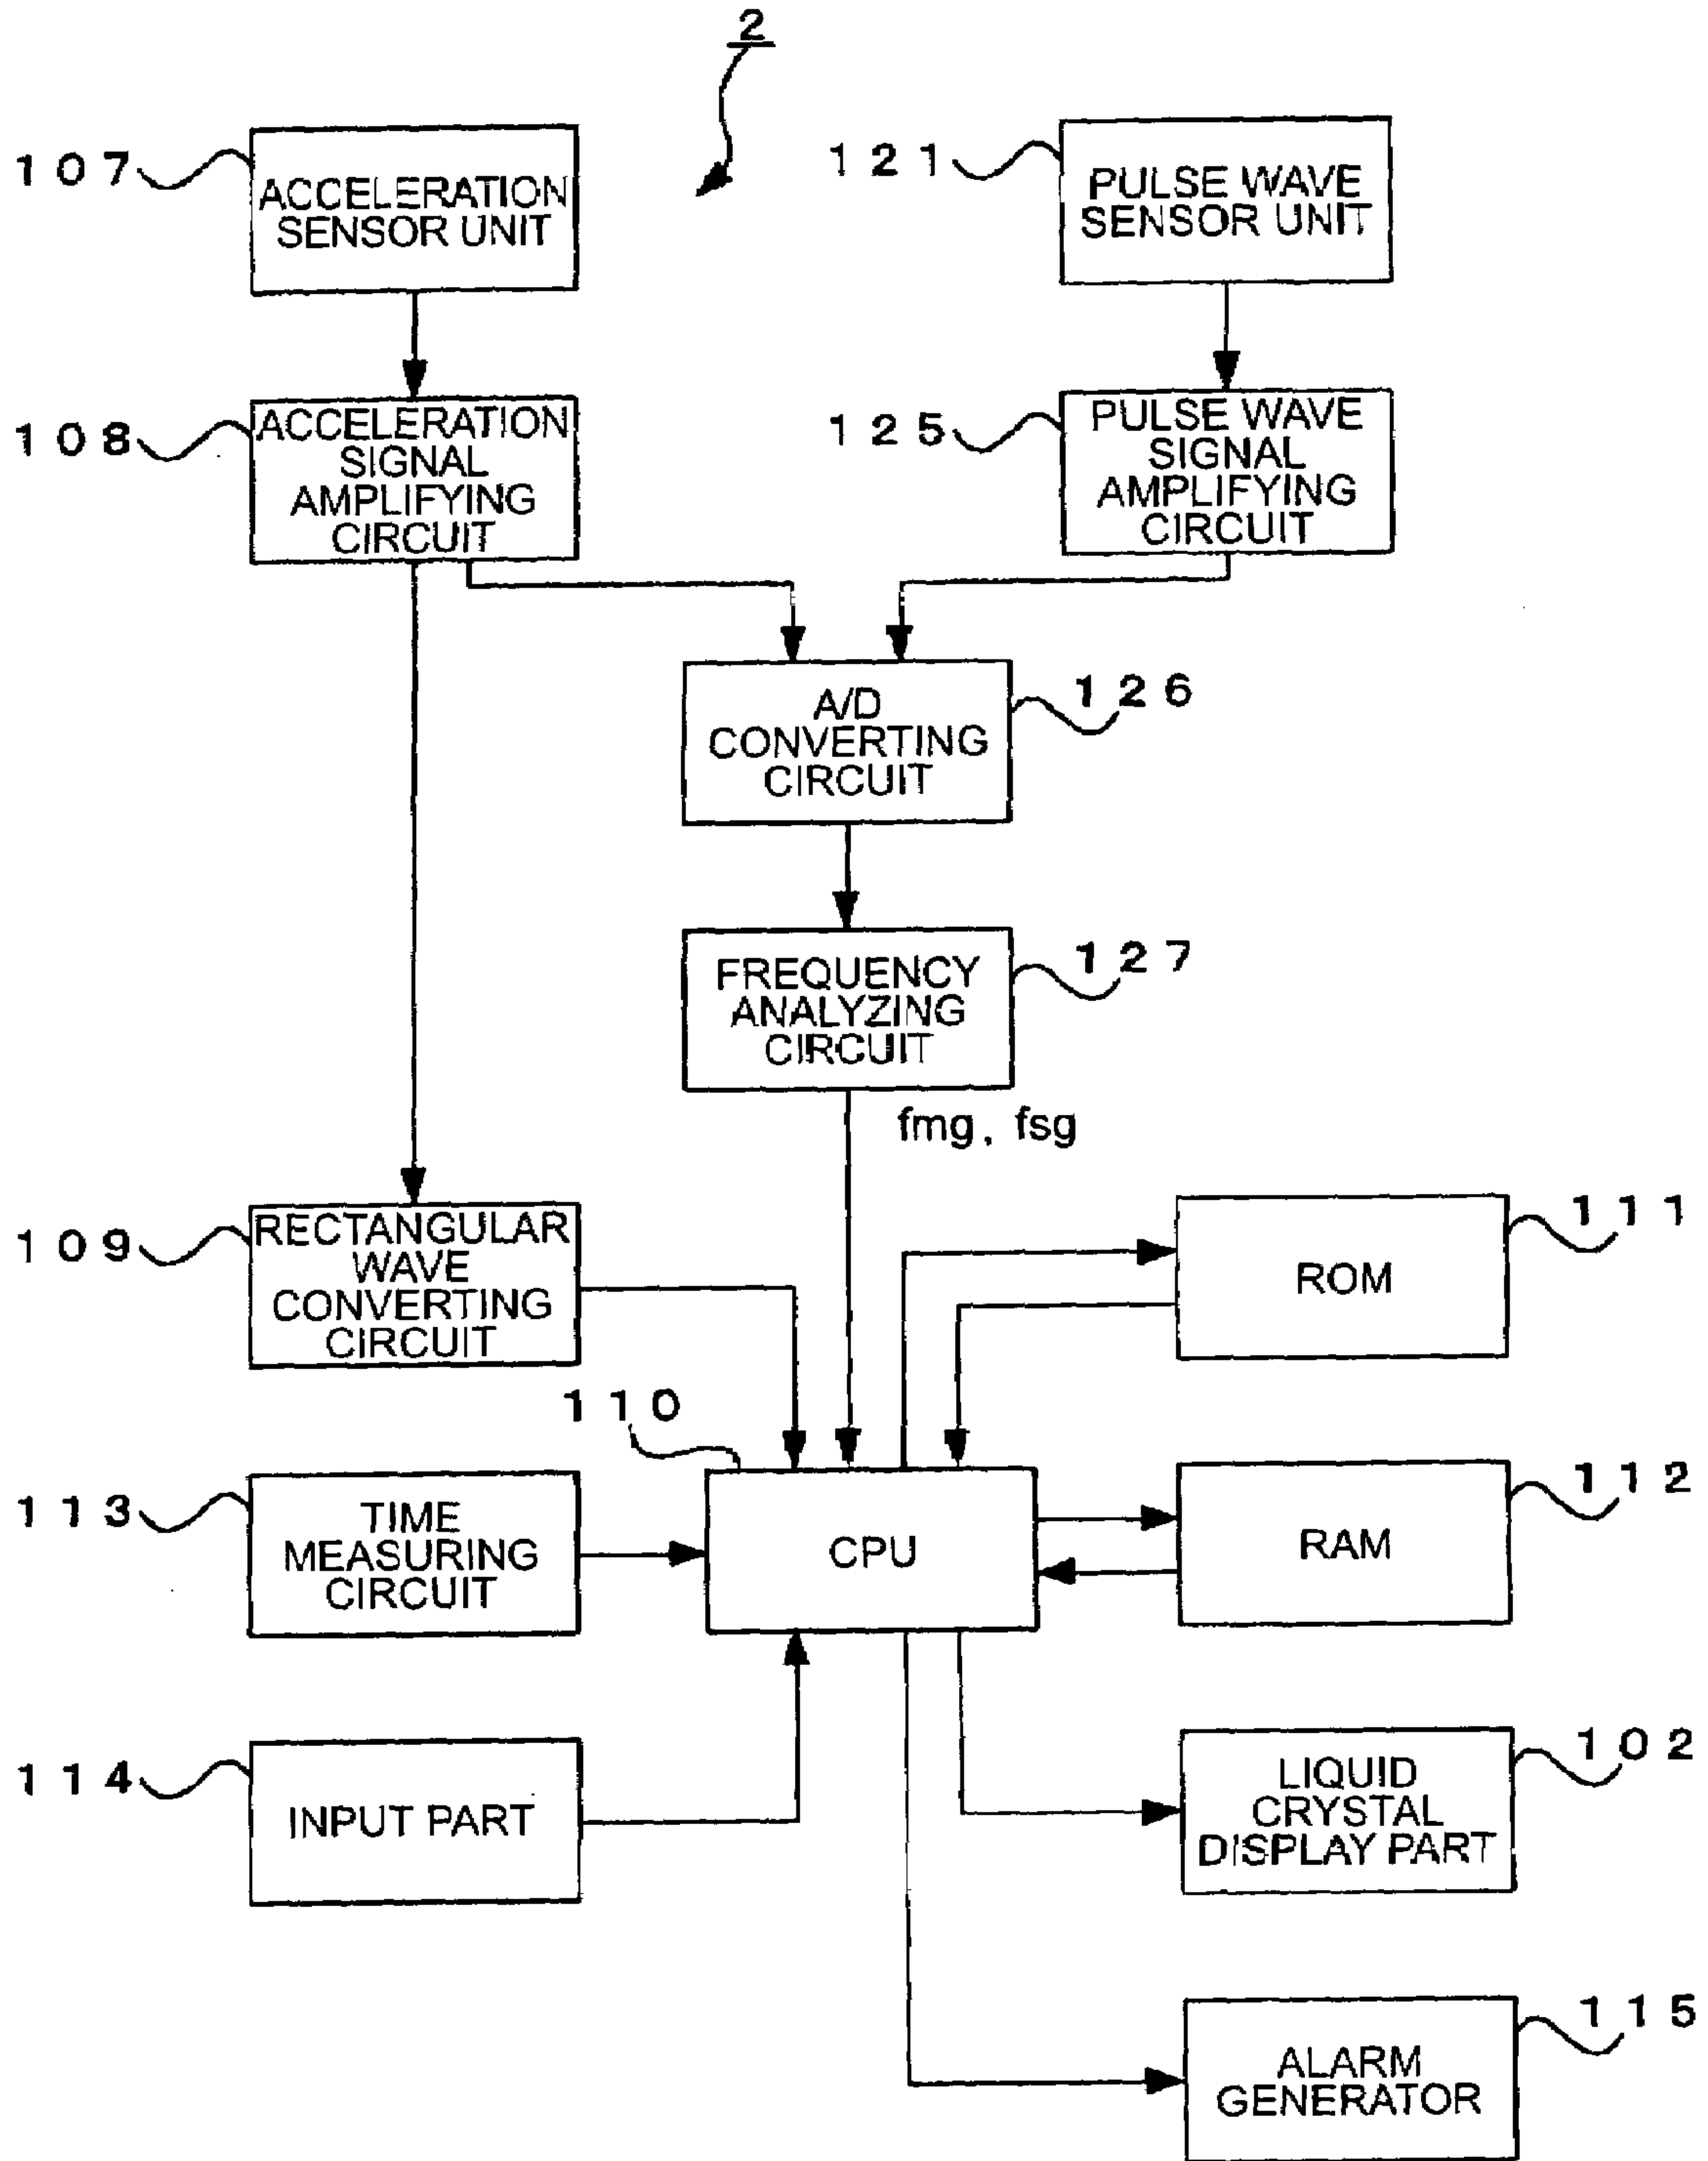 2
107
ACCELERATION
SENSOR UNIT
121
PULSE WAVE
SENSOR UNIT
108
ACCELERATION
SIGNAL
AMPLIFYING
CIRCUIT
125
PULSE WAVE
SIGNAL
AMPLIFYING
CIRCUIT
A/D
CONVERTING
CIRCUIT
126
FREQUENCY
ANALYZING
CIRCUIT
127
fmg, fsg
109
RECTANGULAR
WAVE
CONVERTING
CIRCUIT
ROM
111
110
113
TIME
MEASURING
CIRCUIT
CPU
RAM
112
114
INPUT PART
LIQUID
CRYSTAL
DISPLAY PART
102
ALARM
GENERATOR
115